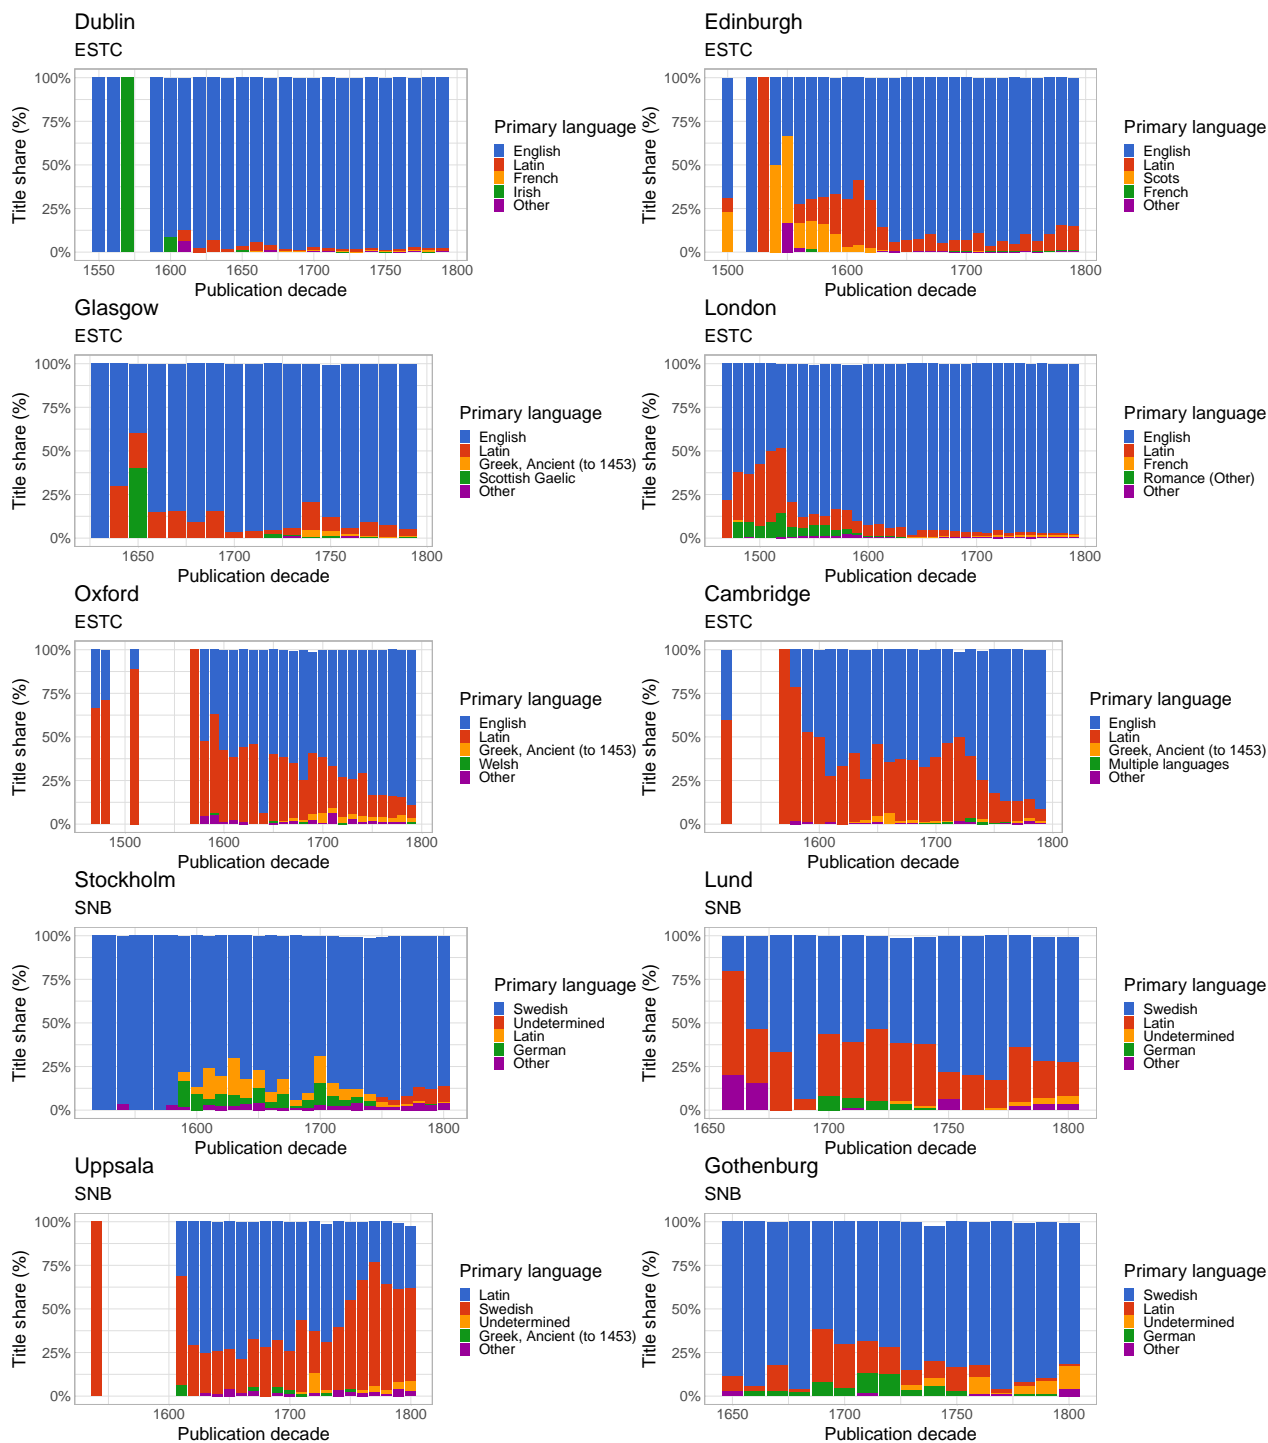 Dublin
ESTC
Title share (%)
100%
75%
50%
25%
0%
1550
1600
1650
1700
1750
1800
Publication decade
Primary language
English
Latin
French
Irish
Other
Edinburgh
ESTC
Title share (%)
100%
75%
50%
25%
0%
1500
1600
1700
1800
Publication decade
Primary language
English
Latin
Scots
French
Other
Glasgow
ESTC
Title share (%)
100%
75%
50%
25%
0%
1650
1700
1750
1800
Publication decade
Primary language
English
Latin
Greek, Ancient (to 1453)
Scottish Gaelic
Other
London
ESTC
Title share (%)
100%
75%
50%
25%
0%
1500
1600
1700
1800
Publication decade
Primary language
English
Latin
French
Romance (Other)
Other
Oxford
ESTC
Title share (%)
100%
75%
50%
25%
0%
1500
1600
1700
1800
Publication decade
Primary language
English
Latin
Greek, Ancient (to 1453)
Welsh
Other
Cambridge
ESTC
Title share (%)
100%
75%
50%
25%
0%
1600
1700
1800
Publication decade
Primary language
English
Latin
Greek, Ancient (to 1453)
Multiple languages
Other
Stockholm
SNB
Title share (%)
100%
75%
50%
25%
0%
1600
1700
1800
Publication decade
Primary language
Swedish
Undetermined
Latin
German
Other
Lund
SNB
Title share (%)
100%
75%
50%
25%
0%
1650
1700
1750
1800
Publication decade
Primary language
Swedish
Latin
Undetermined
German
Other
Uppsala
SNB
Title share (%)
100%
75%
50%
25%
0%
1600
1700
1800
Publication decade
Primary language
Latin
Swedish
Undetermined
Greek, Ancient (to 1453)
Other
Gothenburg
SNB
Title share (%)
100%
75%
50%
25%
0%
1650
1700
1750
1800
Publication decade
Primary language
Swedish
Latin
Undetermined
German
Other